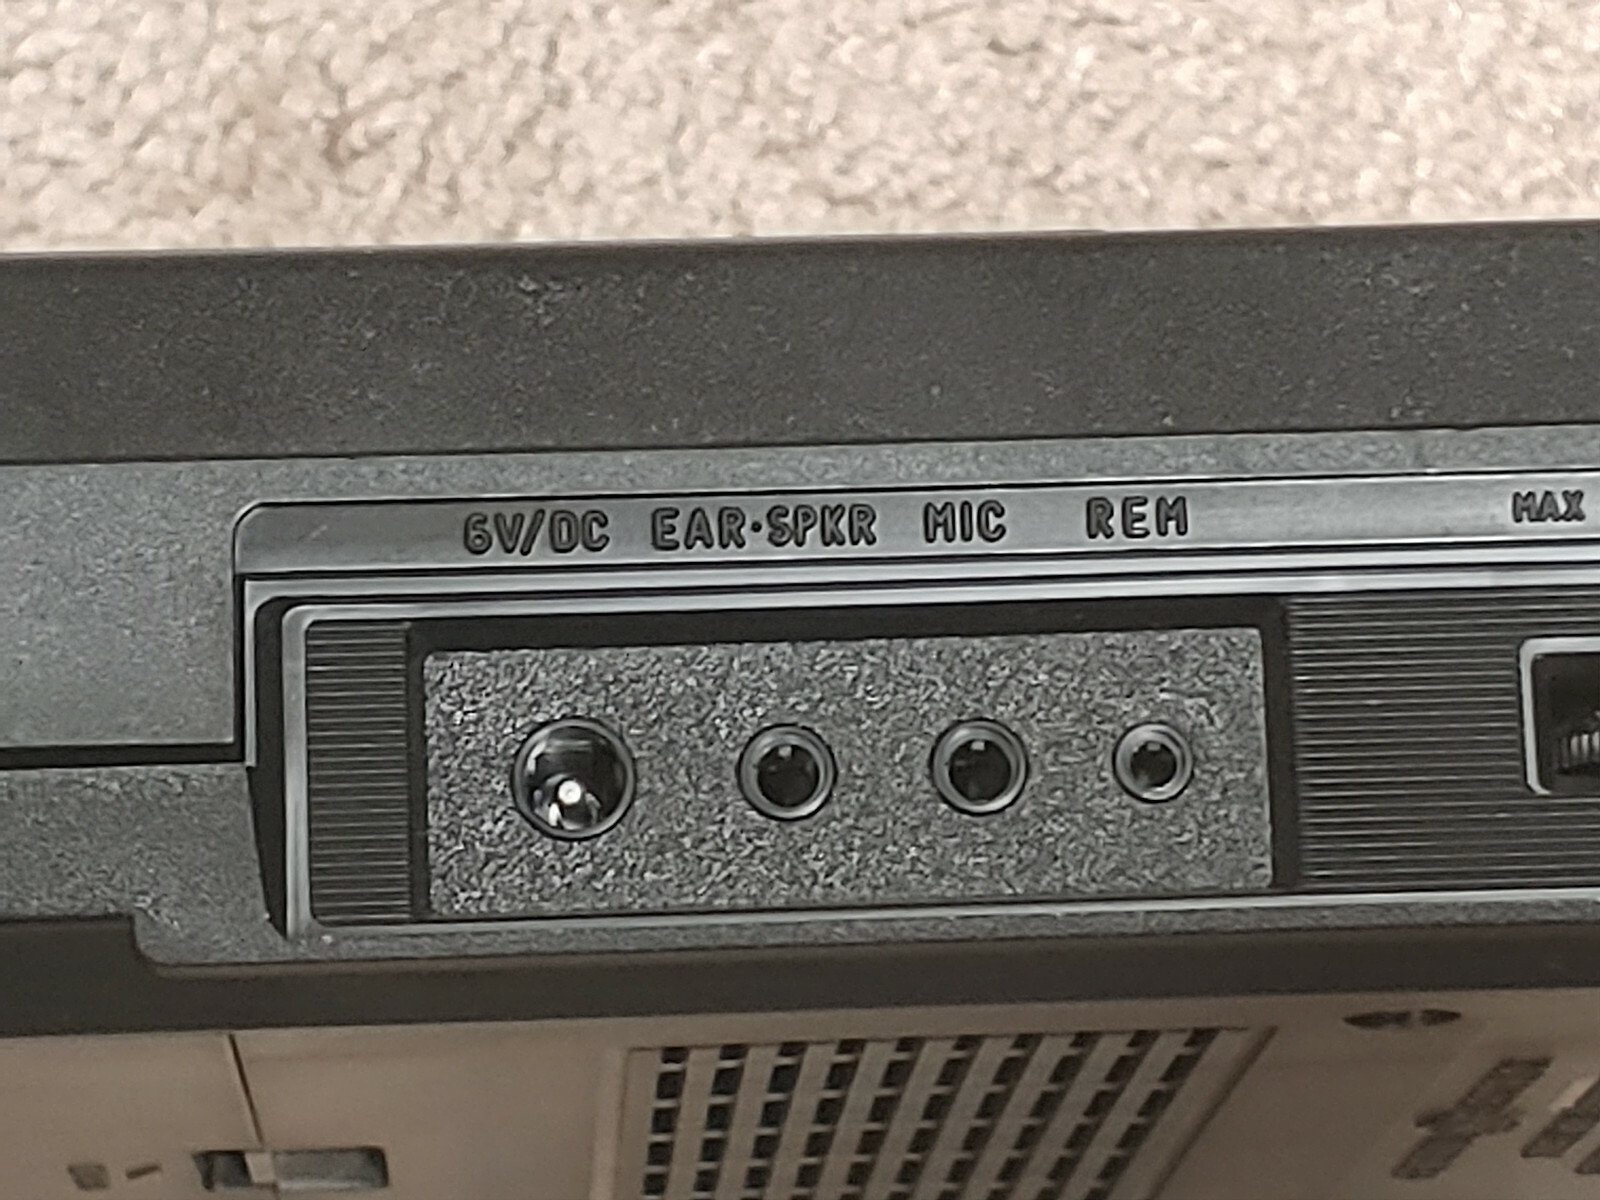 6V/DC EAR·SPKR MIC REM MAX